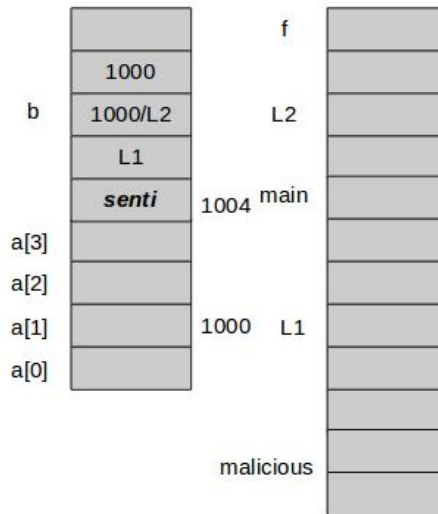 f
1000
b 1000/L2 L2
L1
senti 1004 main
a[3]
a[2]
a[1] 1000 L1
a[0]
malicious